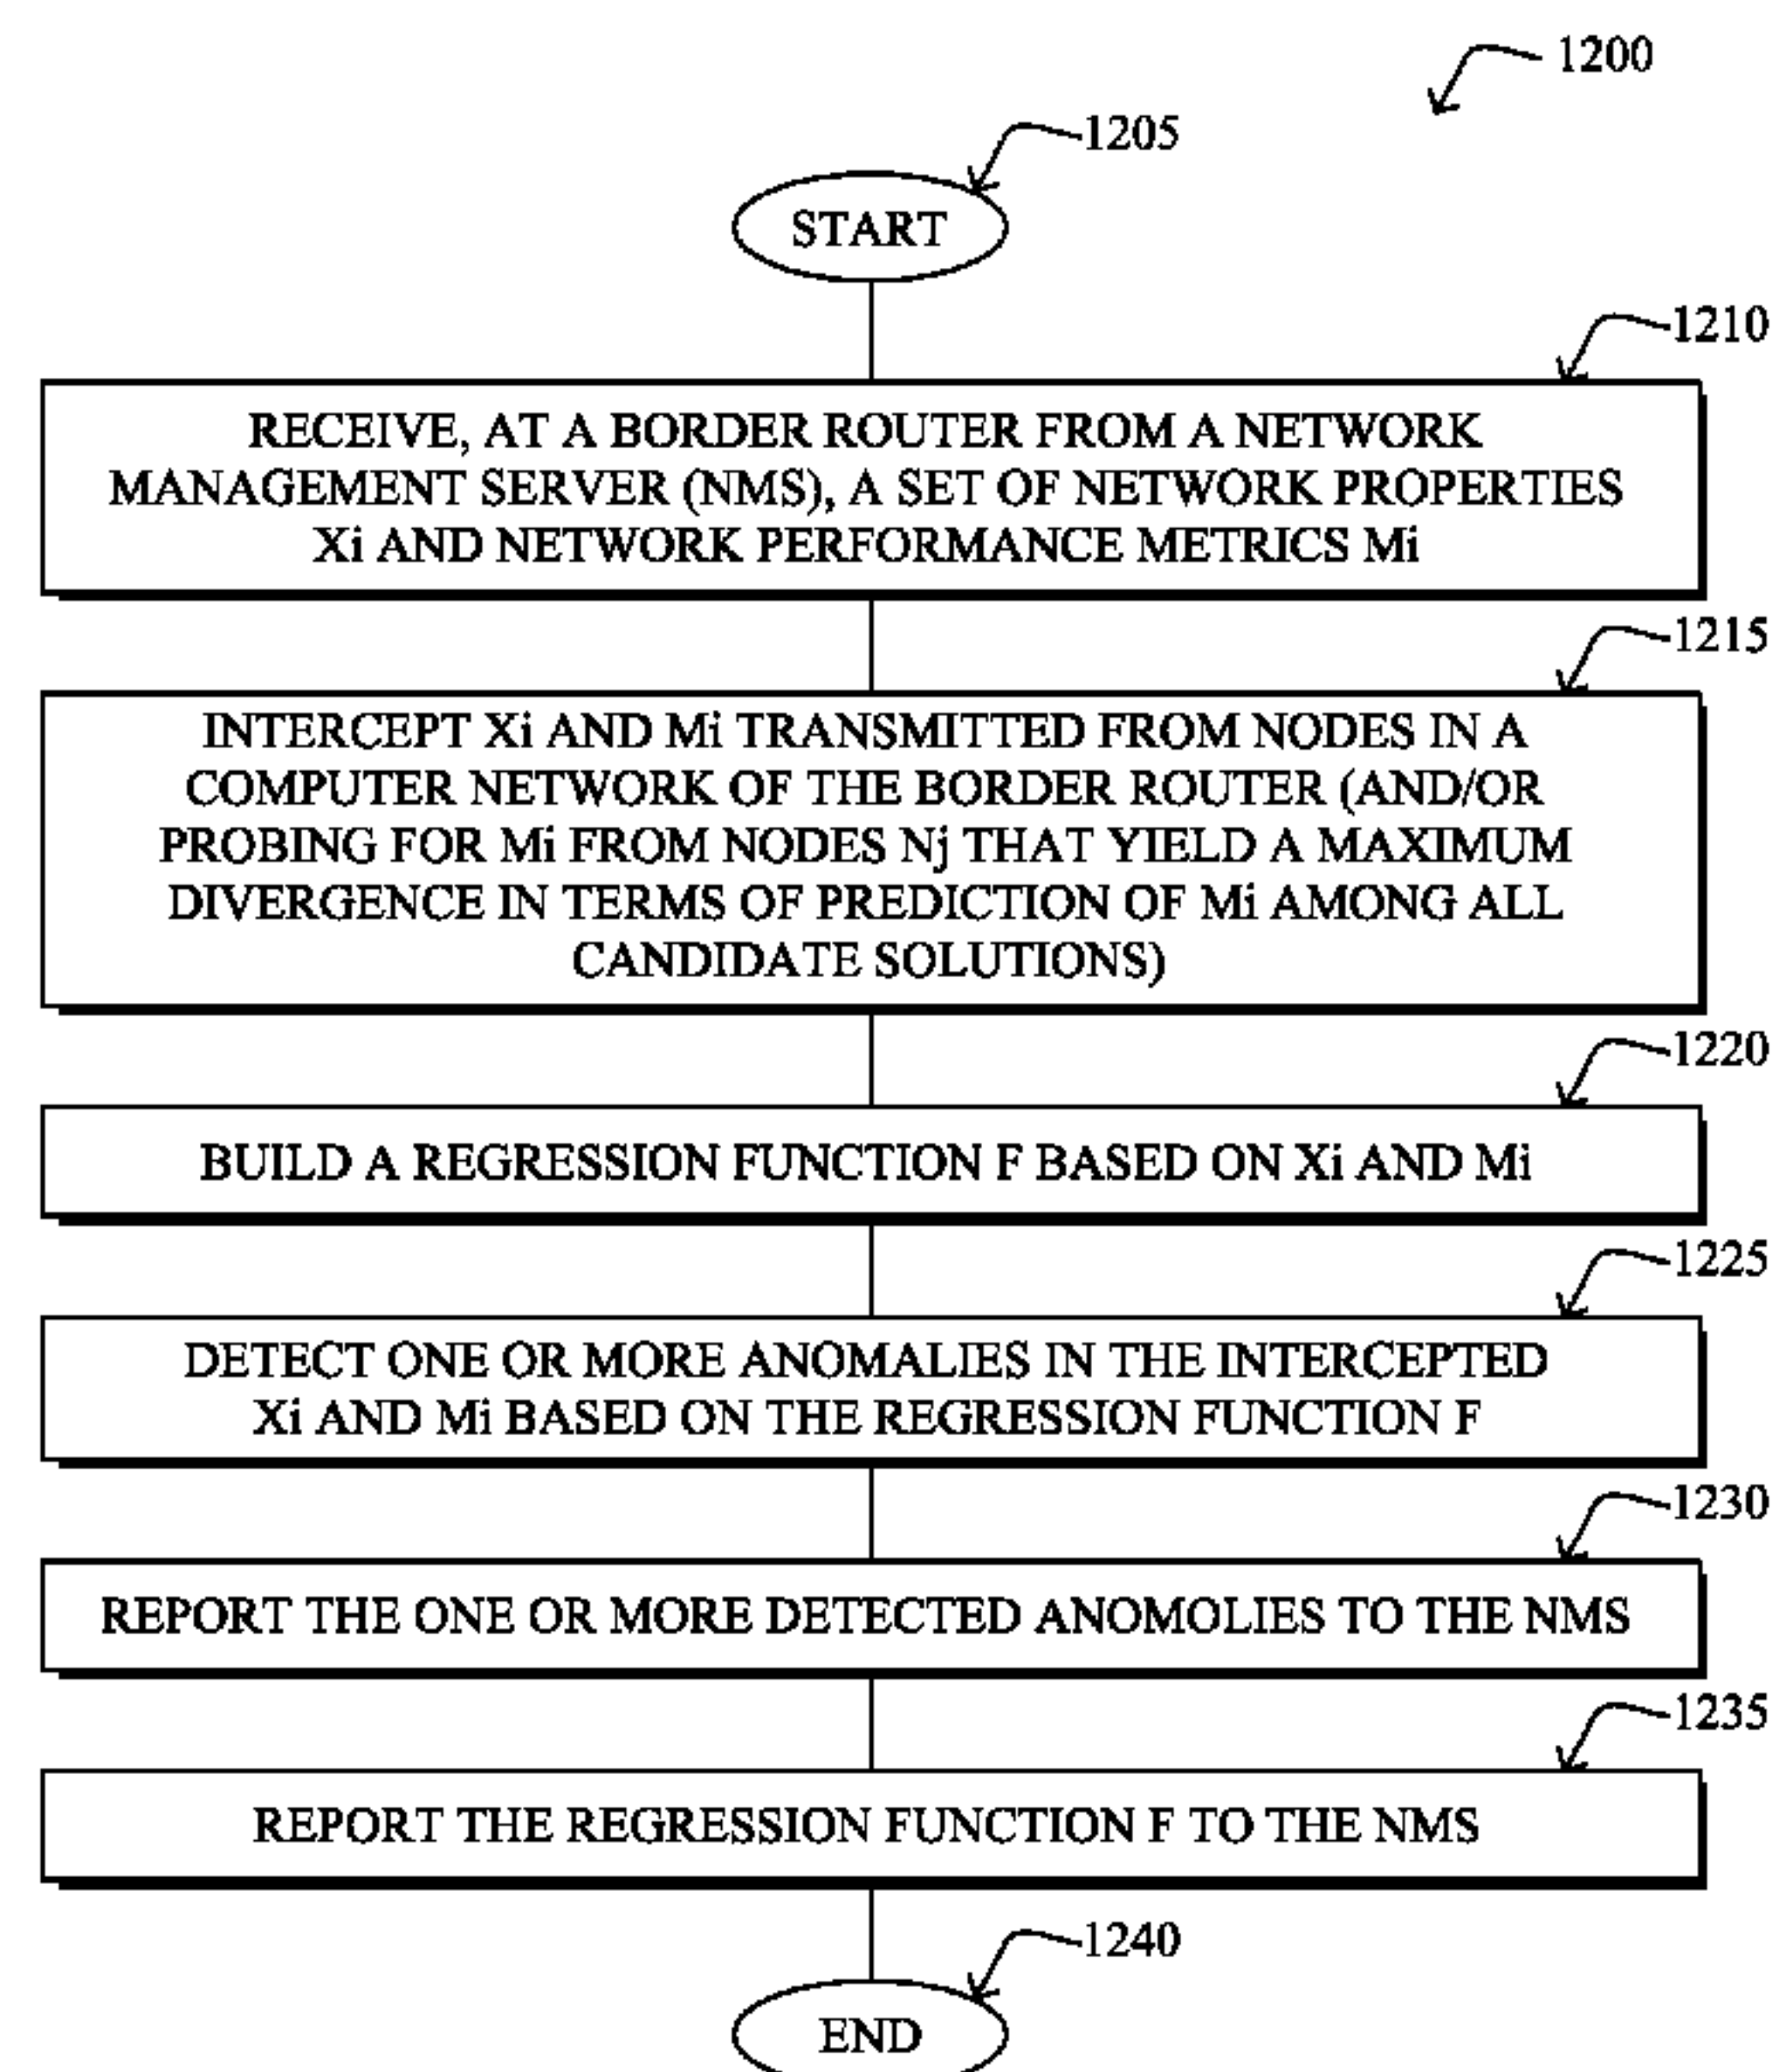 1200
1205
START
1210
RECEIVE, AT A BORDER ROUTER FROM A NETWORK
MANAGEMENT SERVER (NMS), A SET OF NETWORK PROPERTIES
Xi AND NETWORK PERFORMANCE METRICS Mi
1215
INTERCEPT Xi AND Mi TRANSMITTED FROM NODES IN A
COMPUTER NETWORK OF THE BORDER ROUTER (AND/OR
PROBING FOR Mi FROM NODES Nj THAT YIELD A MAXIMUM
DIVERGENCE IN TERMS OF PREDICTION OF Mi AMONG ALL
CANDIDATE SOLUTIONS)
1220
BUILD A REGRESSION FUNCTION F BASED ON Xi AND Mi
1225
DETECT ONE OR MORE ANOMALIES IN THE INTERCEPTED
Xi AND Mi BASED ON THE REGRESSION FUNCTION F
1230
REPORT THE ONE OR MORE DETECTED ANOMOLIES TO THE NMS
1235
REPORT THE REGRESSION FUNCTION F TO THE NMS
1240
END